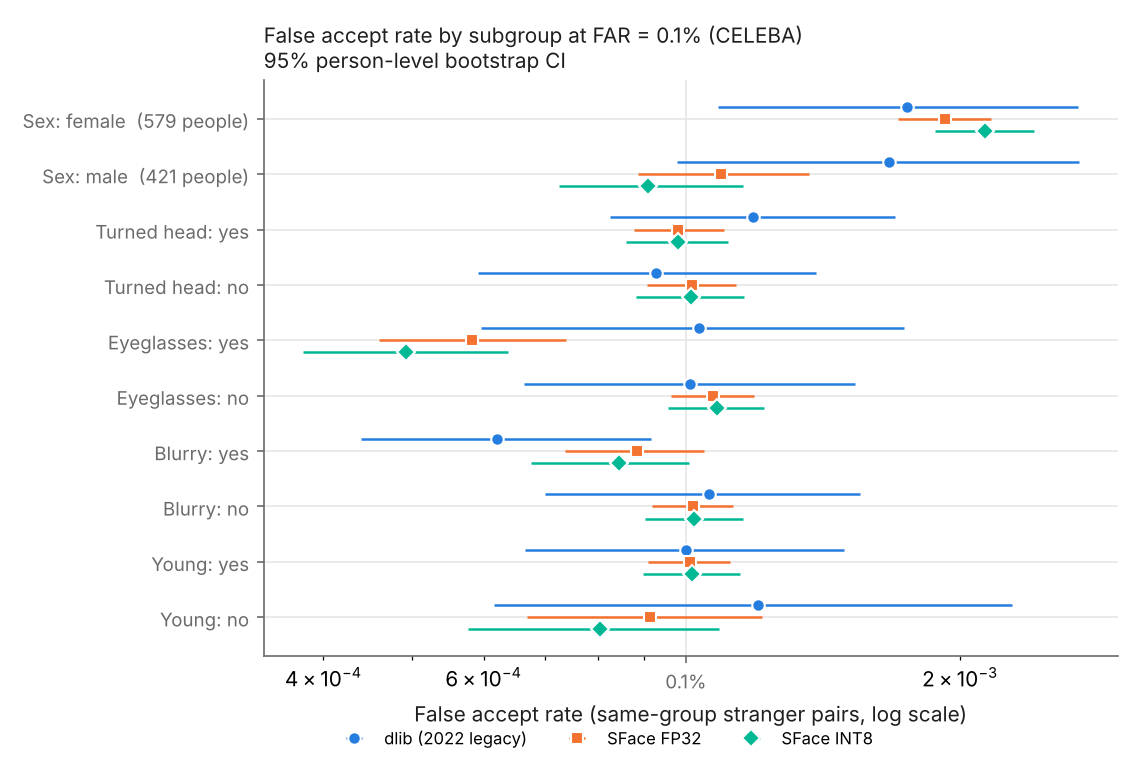 False accept rate by subgroup at FAR = 0.1% (CELEBA)
95% person-level bootstrap CI
Sex: female  (579 people)
Sex: male  (421 people)
Turned head: yes
Turned head: no
Eyeglasses: yes
Eyeglasses: no
Blurry: yes
Blurry: no
Young: yes
Young: no
4 × 10⁻⁴ 6 × 10⁻⁴ 0.1% 2 × 10⁻³
False accept rate (same-group stranger pairs, log scale)
dlib (2022 legacy) SFace FP32 SFace INT8